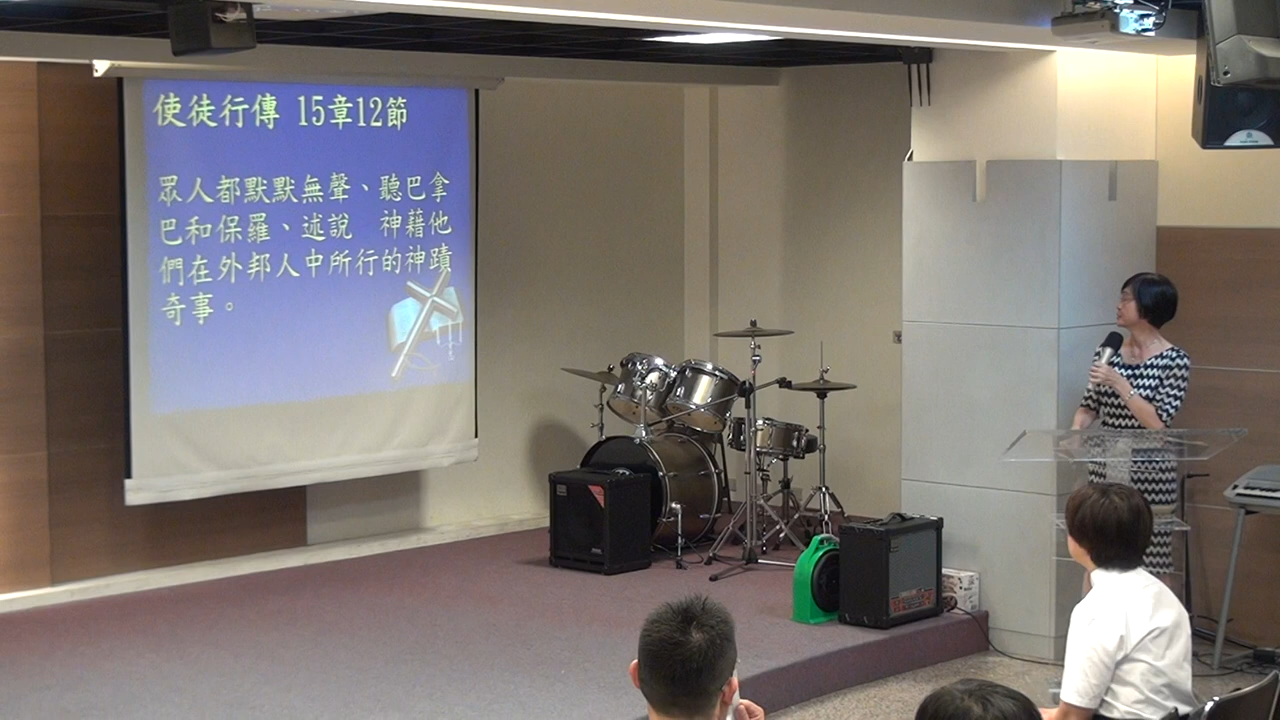 使徒行傳 15章12節
眾人都默默無聲、聽巴拿
巴和保羅、述說　神藉他
們在外邦人中所行的神蹟
奇事。